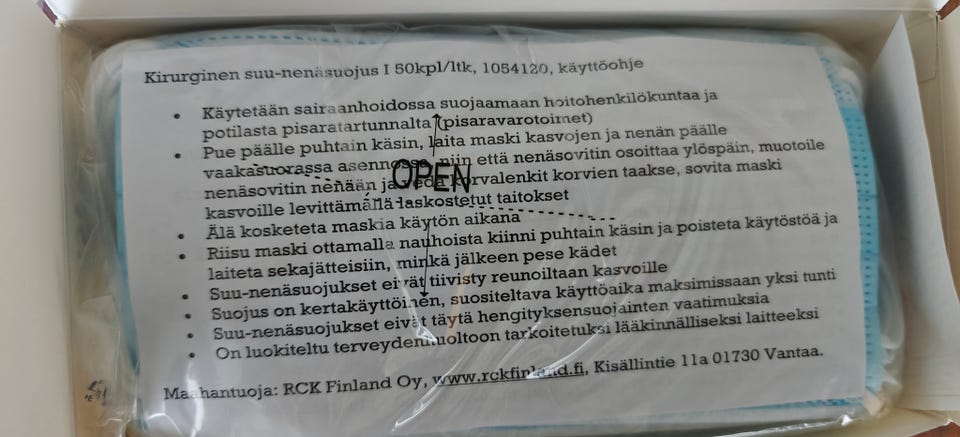 Kirurginen suu-nenäsuojus I 50kpl/ltk, 1054120, käyttöohje
• Käytetään sairaanhoidossa suojaamaan hoitohenkilökuntaa ja
potilasta pisaratartunnalta (pisaravarotoimet)
• Pue päälle puhtain käsin, laita maski kasvojen ja nenän päälle
vaakasuorassa asennossa, niin että nenäsovitin osoittaa ylöspäin, muotoile
nenäsovitin nenään ja vedä korvalenkit korvien taakse, sovita maski
OPEN
kasvoille levittämällä laskostetut taitokset
• Älä kosketa maskia käytön aikana
• Riisu maski ottamalla nauhoista kiinni puhtain käsin ja poisteta käytöstöä ja
laiteta sekajätteisiin, minkä jälkeen pese kädet
• Suu-nenäsuojukset eivät tiivisty reunoiltaan kasvoille
• Suojus on kertakäyttöinen, suositeltava käyttöaika maksimissaan yksi tunti
• Suu-nenäsuojukset eivät täytä hengityksensuojainten vaatimuksia
• On luokiteltu terveydenhuoltoon tarkoitetuksi lääkinnälliseksi laitteeksi
Maahantuoja: RCK Finland Oy, www.rckfinland.fi, Kisällintie 11a 01730 Vantaa.